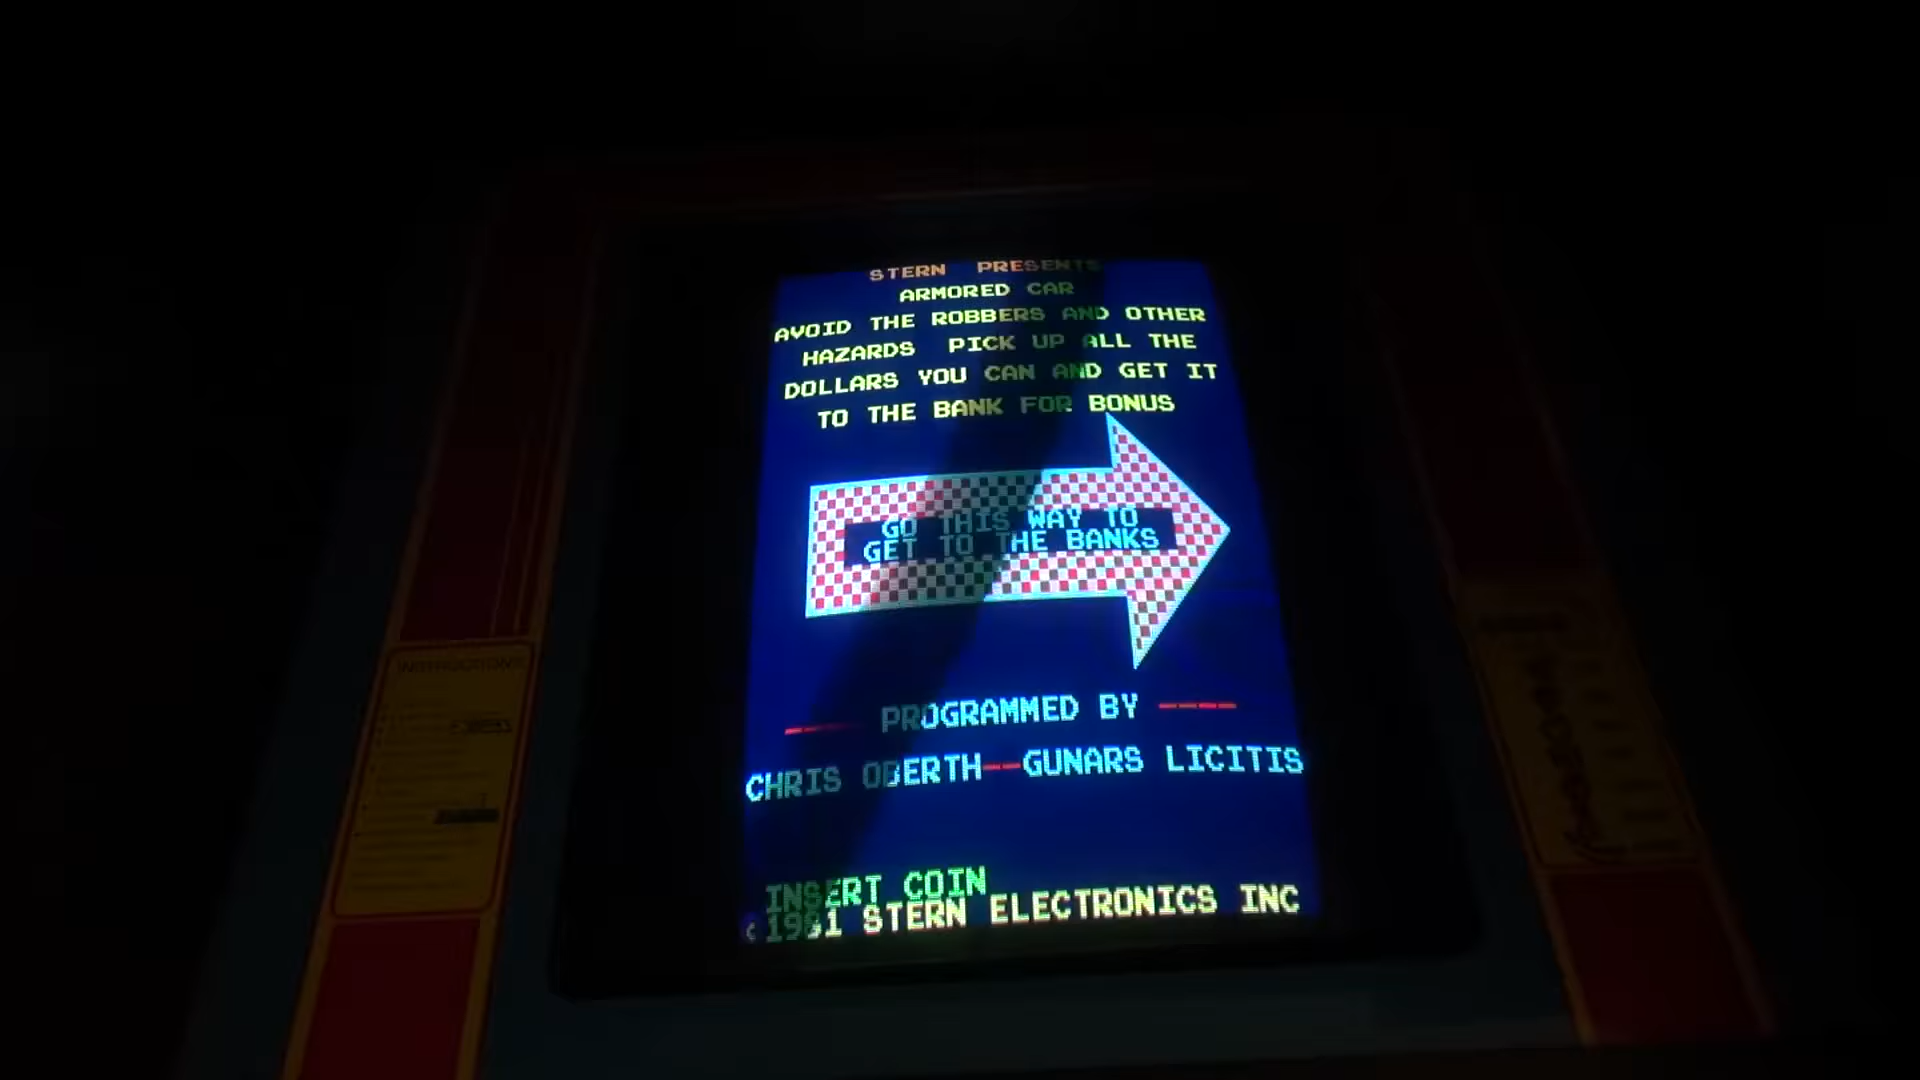 STERN PRESENTS
ARMORED CAR
AVOID THE ROBBERS AND OTHER
HAZARDS PICK UP ALL THE
DOLLARS YOU CAN AND GET IT
TO THE BANK FOR BONUS
GO THIS WAY TO
GET TO THE BANKS
---- PROGRAMMED BY ----
CHRIS OBERTH--GUNARS LICITIS
INSERT COIN
© 1981 STERN ELECTRONICS INC
INSTRUCTIONS